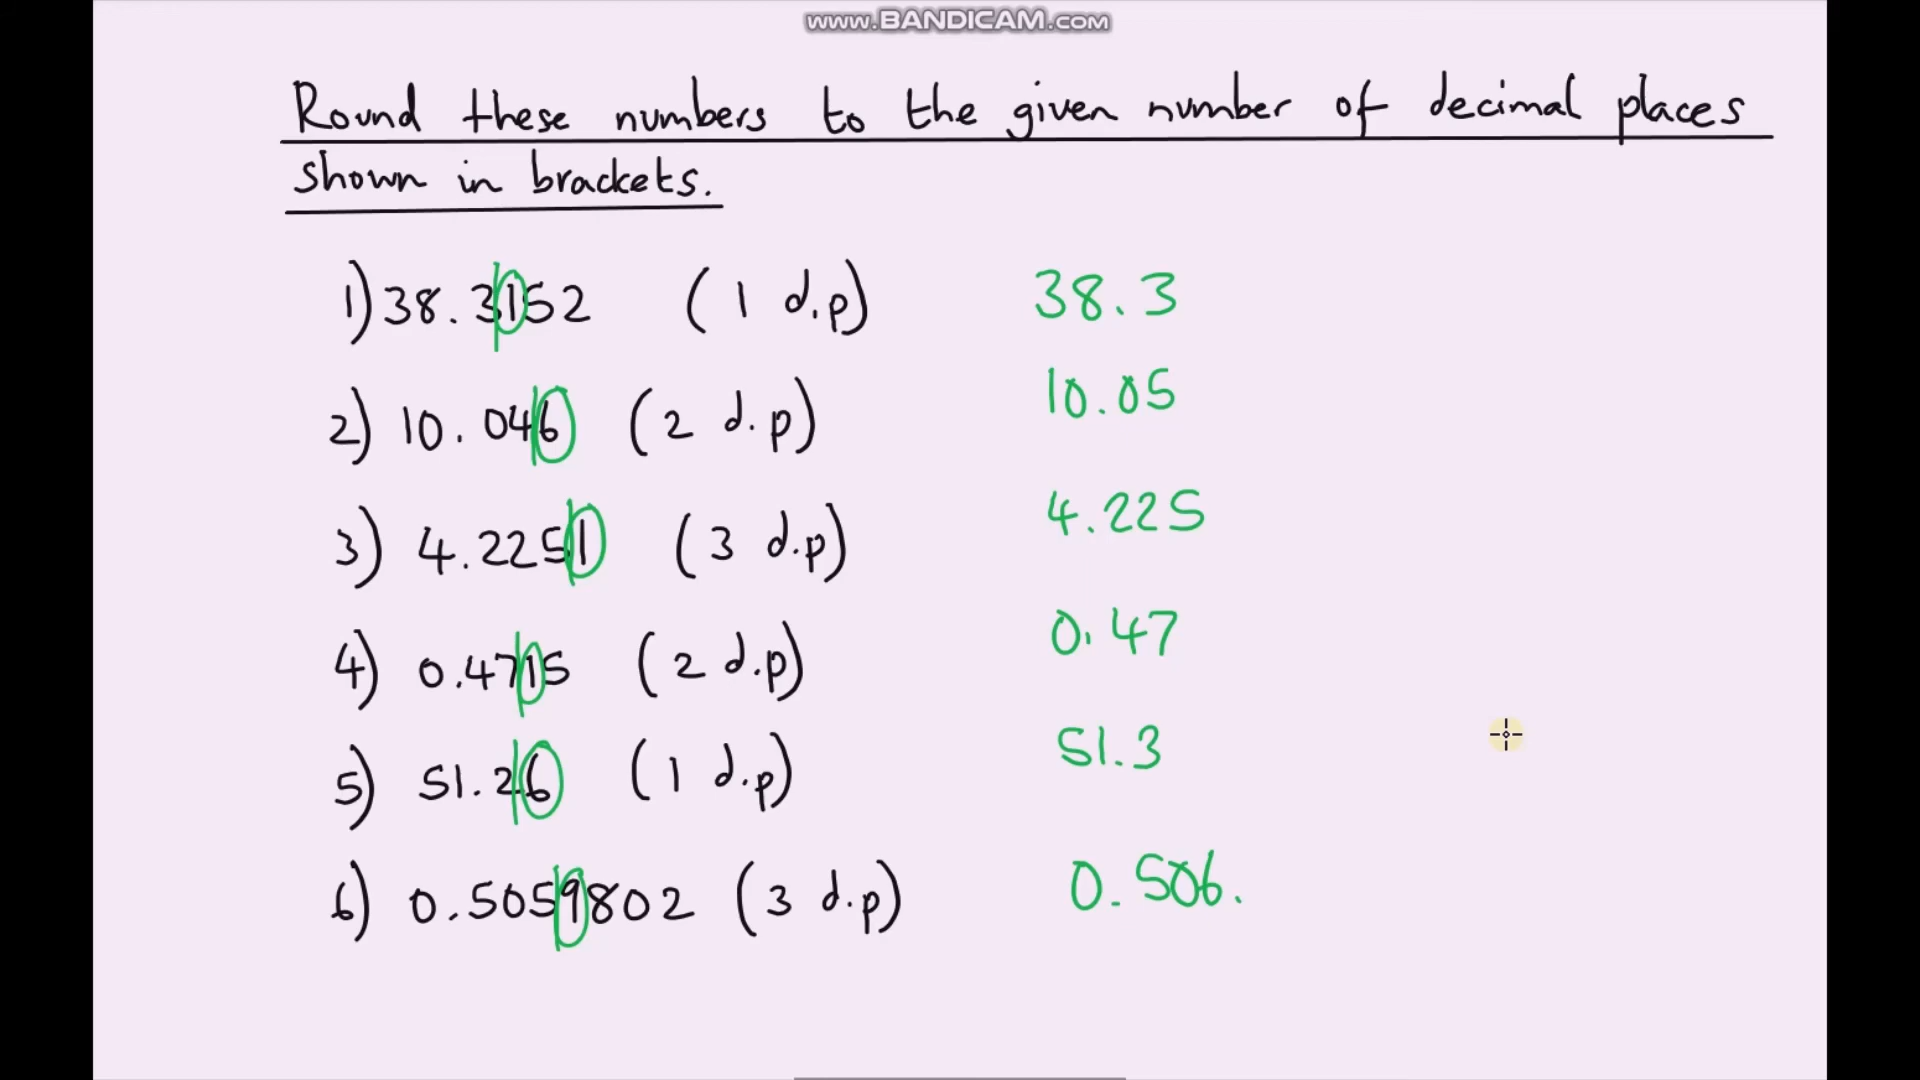 www.BANDICAM.com
Round these numbers to the given number of decimal places
shown in brackets.
1) 38.3152 (1 d.p) 38.3
2) 10.046 (2 d.p) 10.05
3) 4.2251 (3 d.p) 4.225
4) 0.4715 (2 d.p) 0.47
5) 51.26 (1 d.p) 51.3
6) 0.5059802 (3 d.p) 0.506.